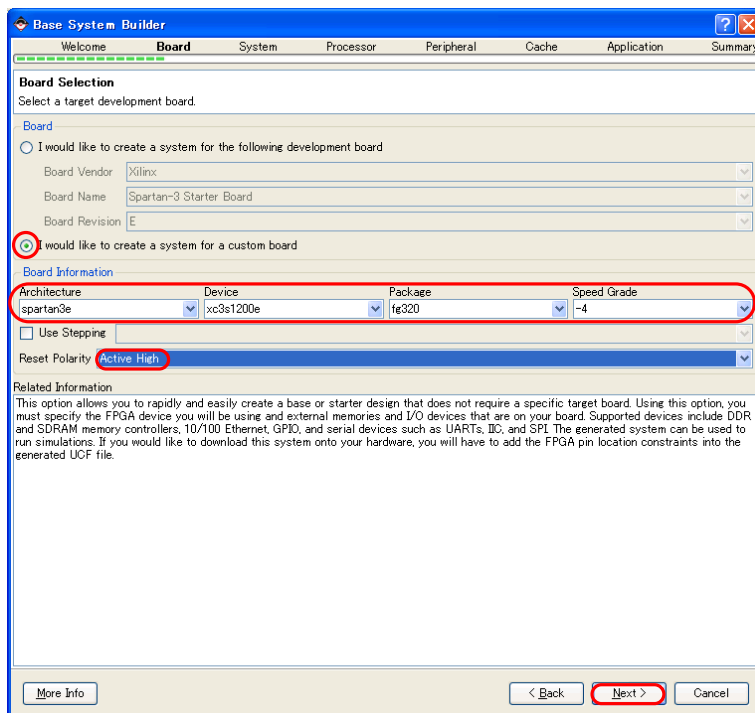 Base System Builder
Welcome Board System Processor Peripheral Cache Application Summary
Board Selection
Select a target development board.
Board
I would like to create a system for the following development board
Board Vendor Xilinx
Board Name Spartan-3 Starter Board
Board Revision E
I would like to create a system for a custom board
Board Information
Architecture Device Package Speed Grade
spartan3e xc3s1200e fg320 -4
Use Stepping
Reset Polarity Active High
Related Information
This option allows you to rapidly and easily create a base or starter design that does not require a specific target board. Using this option, you
must specify the FPGA device you will be using and external memories and I/O devices that are on your board. Supported devices include DDR
and SDRAM memory controllers, 10/100 Ethernet, GPIO, and serial devices such as UARTs, IIC, and SPI. The generated system can be used to
run simulations. If you would like to download this system onto your hardware, you will have to add the FPGA pin location constraints into the
generated UCF file.
More Info < Back Next > Cancel